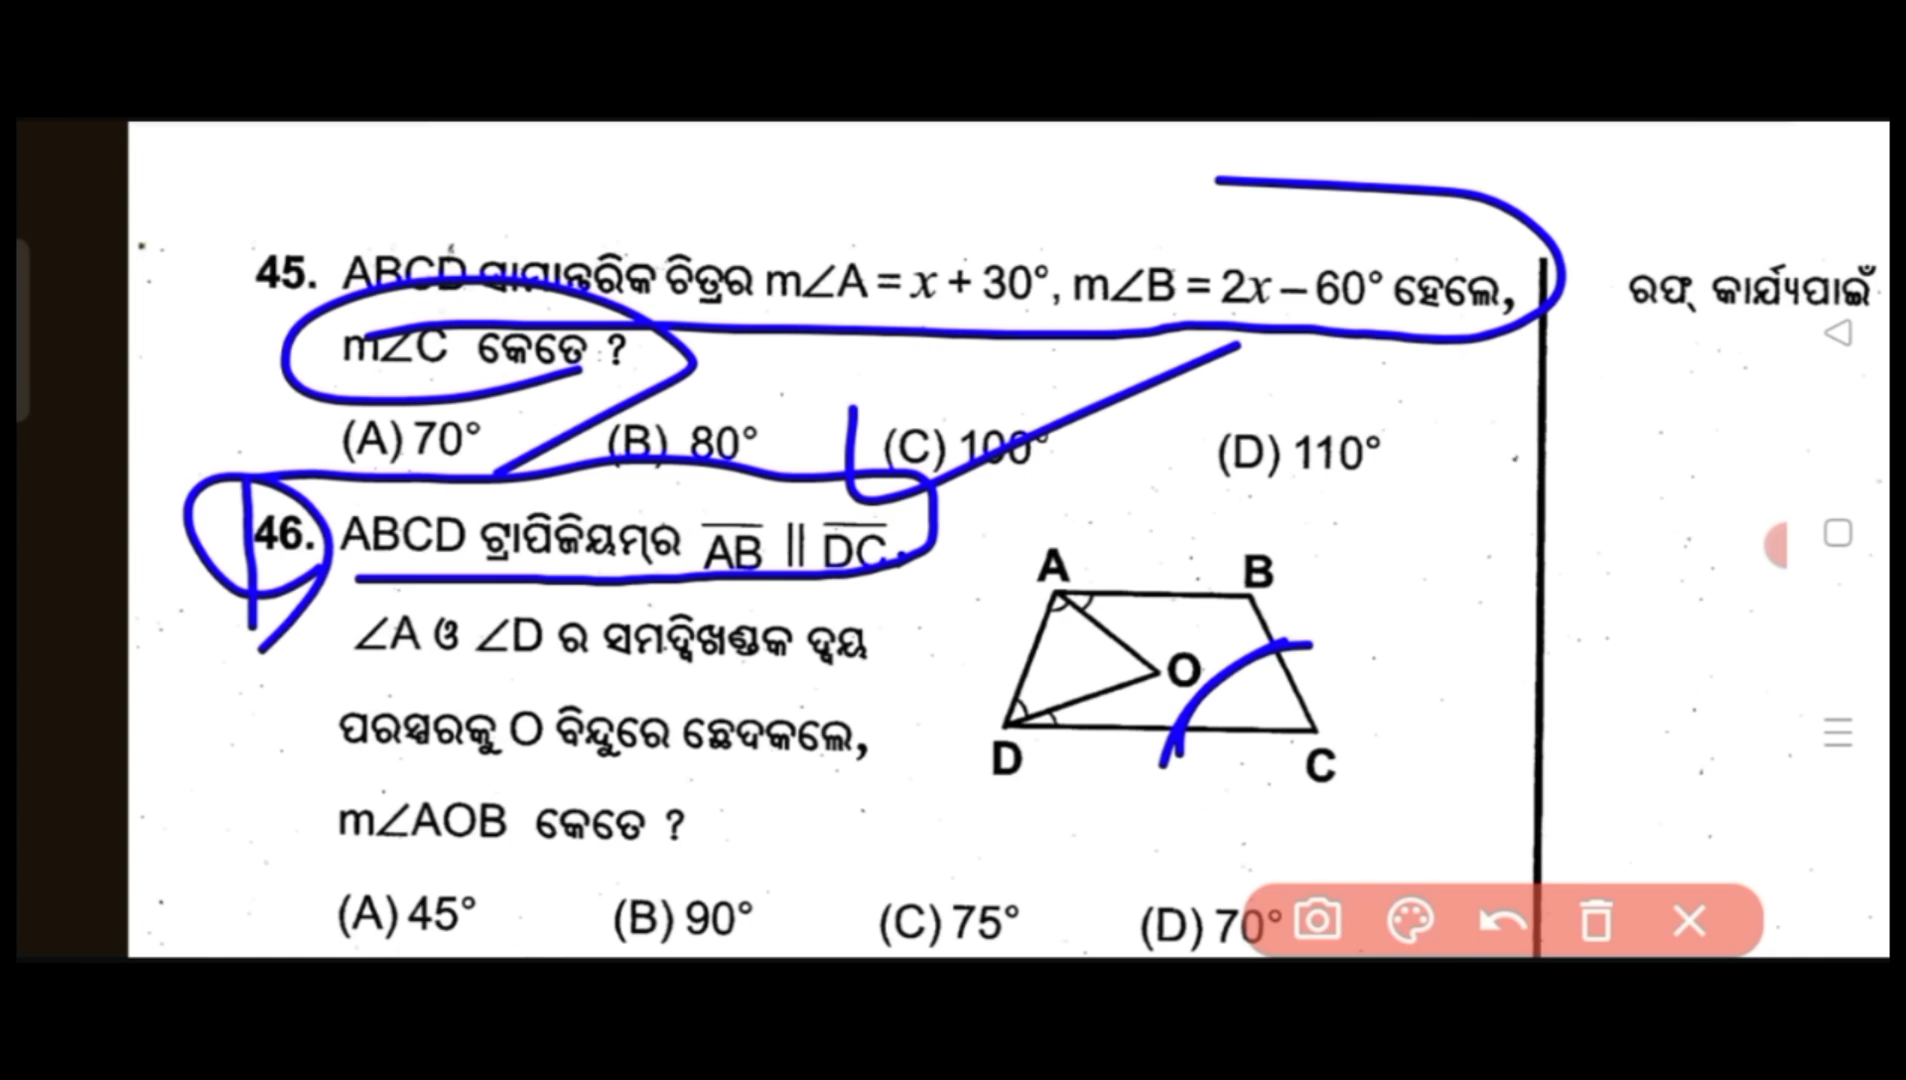 45. ABCD ସାମାନ୍ତରିକ ଚିତ୍ରର m∠A = x + 30°, m∠B = 2x – 60° ହେଲେ,
m∠C କେତେ ?
(A) 70° (B) 80° (C) 100° (D) 110°
ରଫ୍ କାର୍ଯ୍ୟପାଇଁ
46. ABCD ଟ୍ରାପିଜିୟମ୍‌ର AB || DC.
∠A ଓ ∠D ର ସମଦ୍ୱିଖଣ୍ଡକ ଦ୍ୱୟ
ପରସ୍ପରକୁ O ବିନ୍ଦୁରେ ଛେଦକଲେ,
m∠AOB କେତେ ?
(A) 45° (B) 90° (C) 75° (D) 70°
A B
O
D C